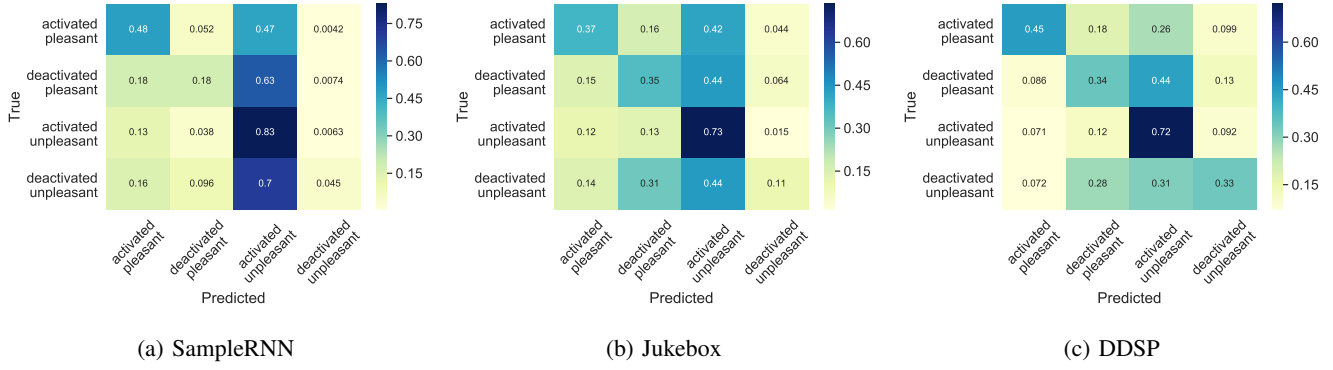 True
activated
pleasant
deactivated
pleasant
activated
unpleasant
deactivated
unpleasant
0.48 0.052 0.47 0.0042
0.18 0.18 0.63 0.0074
0.13 0.038 0.83 0.0063
0.16 0.096 0.7 0.045
0.75
0.60
0.45
0.30
0.15
activated
pleasant
deactivated
pleasant
activated
unpleasant
deactivated
unpleasant
Predicted
(a) SampleRNN
True
activated
pleasant
deactivated
pleasant
activated
unpleasant
deactivated
unpleasant
0.37 0.16 0.42 0.044
0.15 0.35 0.44 0.064
0.12 0.13 0.73 0.015
0.14 0.31 0.44 0.11
0.60
0.45
0.30
0.15
activated
pleasant
deactivated
pleasant
activated
unpleasant
deactivated
unpleasant
Predicted
(b) Jukebox
True
activated
pleasant
deactivated
pleasant
activated
unpleasant
deactivated
unpleasant
0.45 0.18 0.26 0.099
0.086 0.34 0.44 0.13
0.071 0.12 0.72 0.092
0.072 0.28 0.31 0.33
0.60
0.45
0.30
0.15
activated
pleasant
deactivated
pleasant
activated
unpleasant
deactivated
unpleasant
Predicted
(c) DDSP